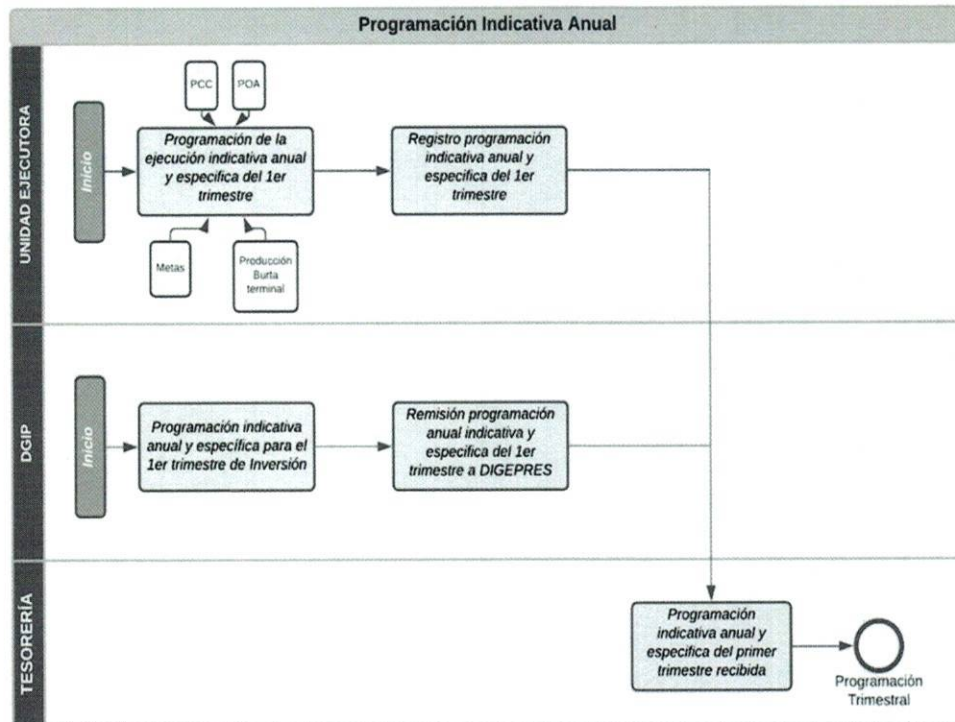 Programación Indicativa Anual
UNIDAD EJECUTORA
Inicio
PCC
POA
Programación de la
ejecución indicativa anual
y especifica del 1er
trimestre
Metas
Producción
Burta
terminal
Registro programación
indicativa anual y
especifica del 1er
trimestre
DGIP
Inicio
Programación indicativa
anual y específica para el
1er trimestre de Inversión
Remisión programación
anual indicativa y
especifica del 1er
trimestre a DIGEPRES
TESORERÍA
Programación
indicativa anual y
especifica del primer
trimestre recibida
Programación
Trimestral